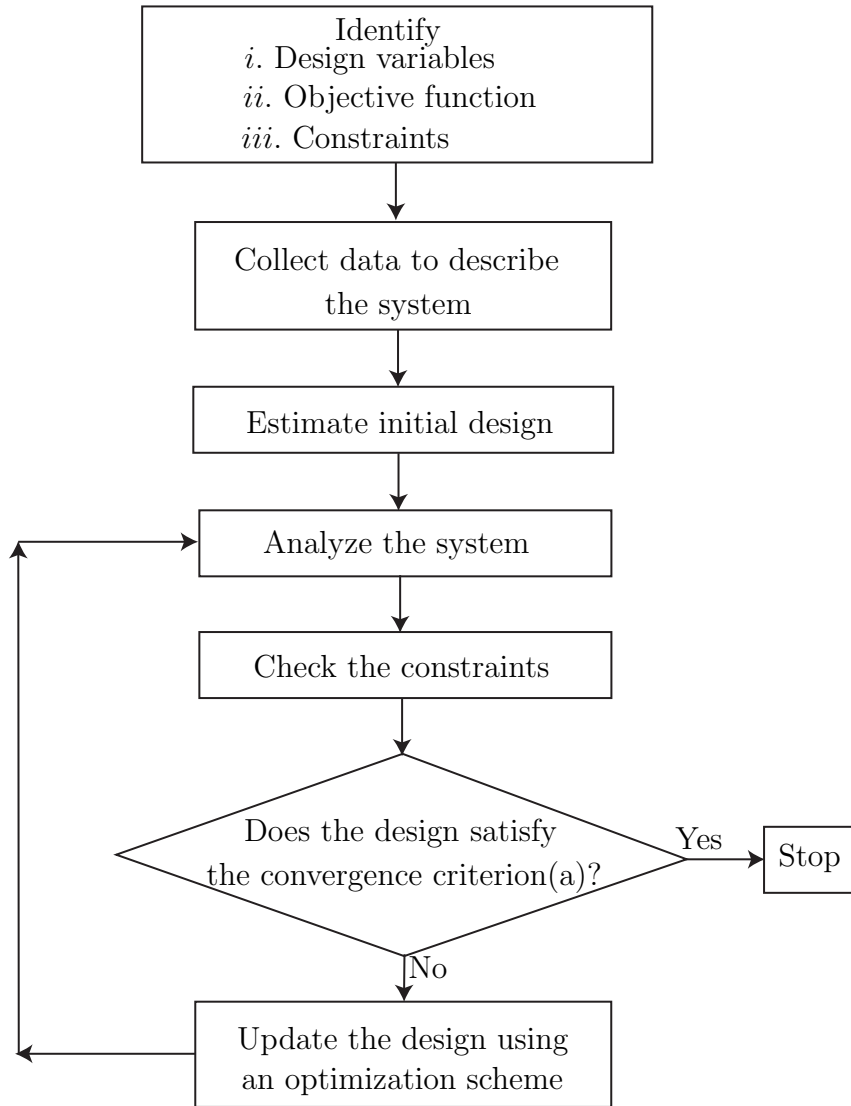 Identify
i. Design variables
ii. Objective function
iii. Constraints
Collect data to describe
the system
Estimate initial design
Analyze the system
Check the constraints
Does the design satisfy
the convergence criterion(a)?
Yes
Stop
No
Update the design using
an optimization scheme